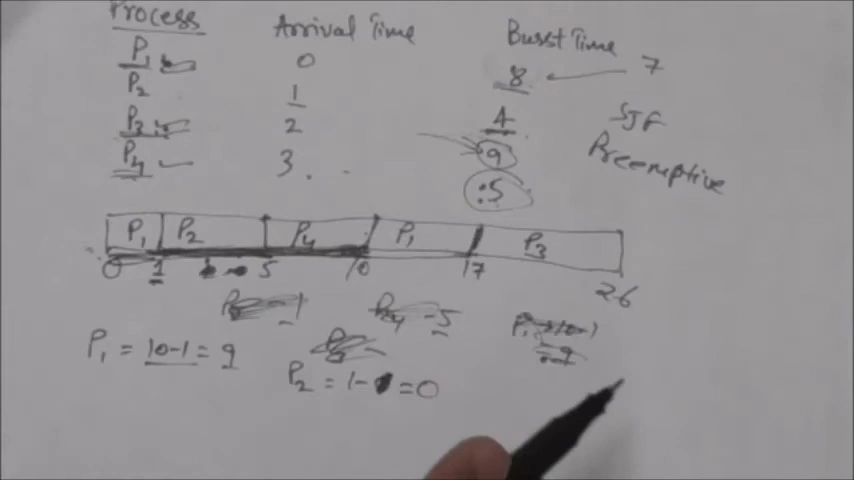 Process Arrival Time Burst Time
P1 0 8 7
P2 1 4 SJF
P3 2 9 Preemptive
P4 3 5
P1 P2 P4 P1 P3
0 1 5 10 17 26
-1 P4 -5
P1 = 10-1 = 9
P2 = 1- = 0